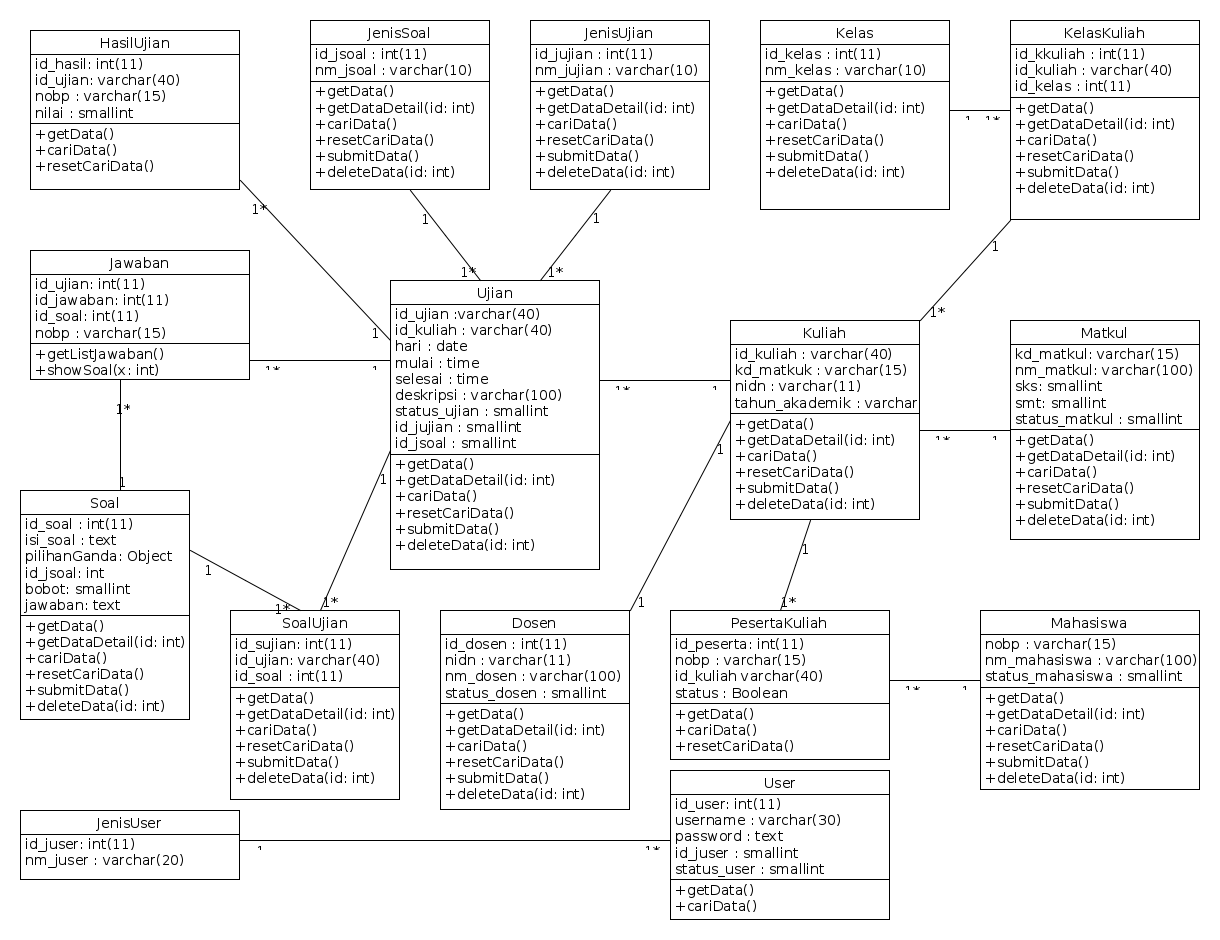 HasilUjian
id_hasil: int(11)
id_ujian: varchar(40)
nobp : varchar(15)
nilai : smallint
+getData()
+cariData()
+resetCariData()
JenisSoal
id_jsoal : int(11)
nm_jsoal : varchar(10)
+getData()
+getDataDetail(id: int)
+cariData()
+resetCariData()
+submitData()
+deleteData(id: int)
JenisUjian
id_jujian : int(11)
nm_jujian : varchar(10)
+getData()
+getDataDetail(id: int)
+cariData()
+resetCariData()
+submitData()
+deleteData(id: int)
Kelas
id_kelas : int(11)
nm_kelas : varchar(10)
+getData()
+getDataDetail(id: int)
+cariData()
+resetCariData()
+submitData()
+deleteData(id: int)
1 1*
KelasKuliah
id_kkuliah : int(11)
id_kuliah : varchar(40)
id_kelas : int(11)
+getData()
+getDataDetail(id: int)
+cariData()
+resetCariData()
+submitData()
+deleteData(id: int)
1*
1
1
1
1*
1*
1
1
1*
Jawaban
id_ujian: int(11)
id_jawaban: int(11)
id_soal: int(11)
nobp : varchar(15)
+getListJawaban()
+showSoal(x: int)
1* 1
1*
1
Ujian
id_ujian :varchar(40)
id_kuliah : varchar(40)
hari : date
mulai : time
selesai : time
deskripsi : varchar(100)
status_ujian : smallint
id_jujian : smallint
id_jsoal : smallint
+getData()
+getDataDetail(id: int)
+cariData()
+resetCariData()
+submitData()
+deleteData(id: int)
1* 1
Kuliah
id_kuliah : varchar(40)
kd_matkuk : varchar(15)
nidn : varchar(11)
tahun_akademik : varchar
+getData()
+getDataDetail(id: int)
+cariData()
+resetCariData()
+submitData()
+deleteData(id: int)
1* 1
Matkul
kd_matkul: varchar(15)
nm_matkul: varchar(100)
sks: smallint
smt: smallint
status_matkul : smallint
+getData()
+getDataDetail(id: int)
+cariData()
+resetCariData()
+submitData()
+deleteData(id: int)
Soal
id_soal : int(11)
isi_soal : text
pilihanGanda: Object
id_jsoal: int
bobot: smallint
jawaban: text
+getData()
+getDataDetail(id: int)
+cariData()
+resetCariData()
+submitData()
+deleteData(id: int)
1
1*
1
1*
1
1
1
1*
SoalUjian
id_sujian: int(11)
id_ujian: varchar(40)
id_soal : int(11)
+getData()
+getDataDetail(id: int)
+cariData()
+resetCariData()
+submitData()
+deleteData(id: int)
Dosen
id_dosen : int(11)
nidn : varchar(11)
nm_dosen : varchar(100)
status_dosen : smallint
+getData()
+getDataDetail(id: int)
+cariData()
+resetCariData()
+submitData()
+deleteData(id: int)
PesertaKuliah
id_peserta: int(11)
nobp : varchar(15)
id_kuliah varchar(40)
status : Boolean
+getData()
+cariData()
+resetCariData()
1* 1
Mahasiswa
nobp : varchar(15)
nm_mahasiswa : varchar(100)
status_mahasiswa : smallint
+getData()
+getDataDetail(id: int)
+cariData()
+resetCariData()
+submitData()
+deleteData(id: int)
JenisUser
id_juser: int(11)
nm_juser : varchar(20)
1 1*
User
id_user: int(11)
username : varchar(30)
password : text
id_juser : smallint
status_user : smallint
+getData()
+cariData()